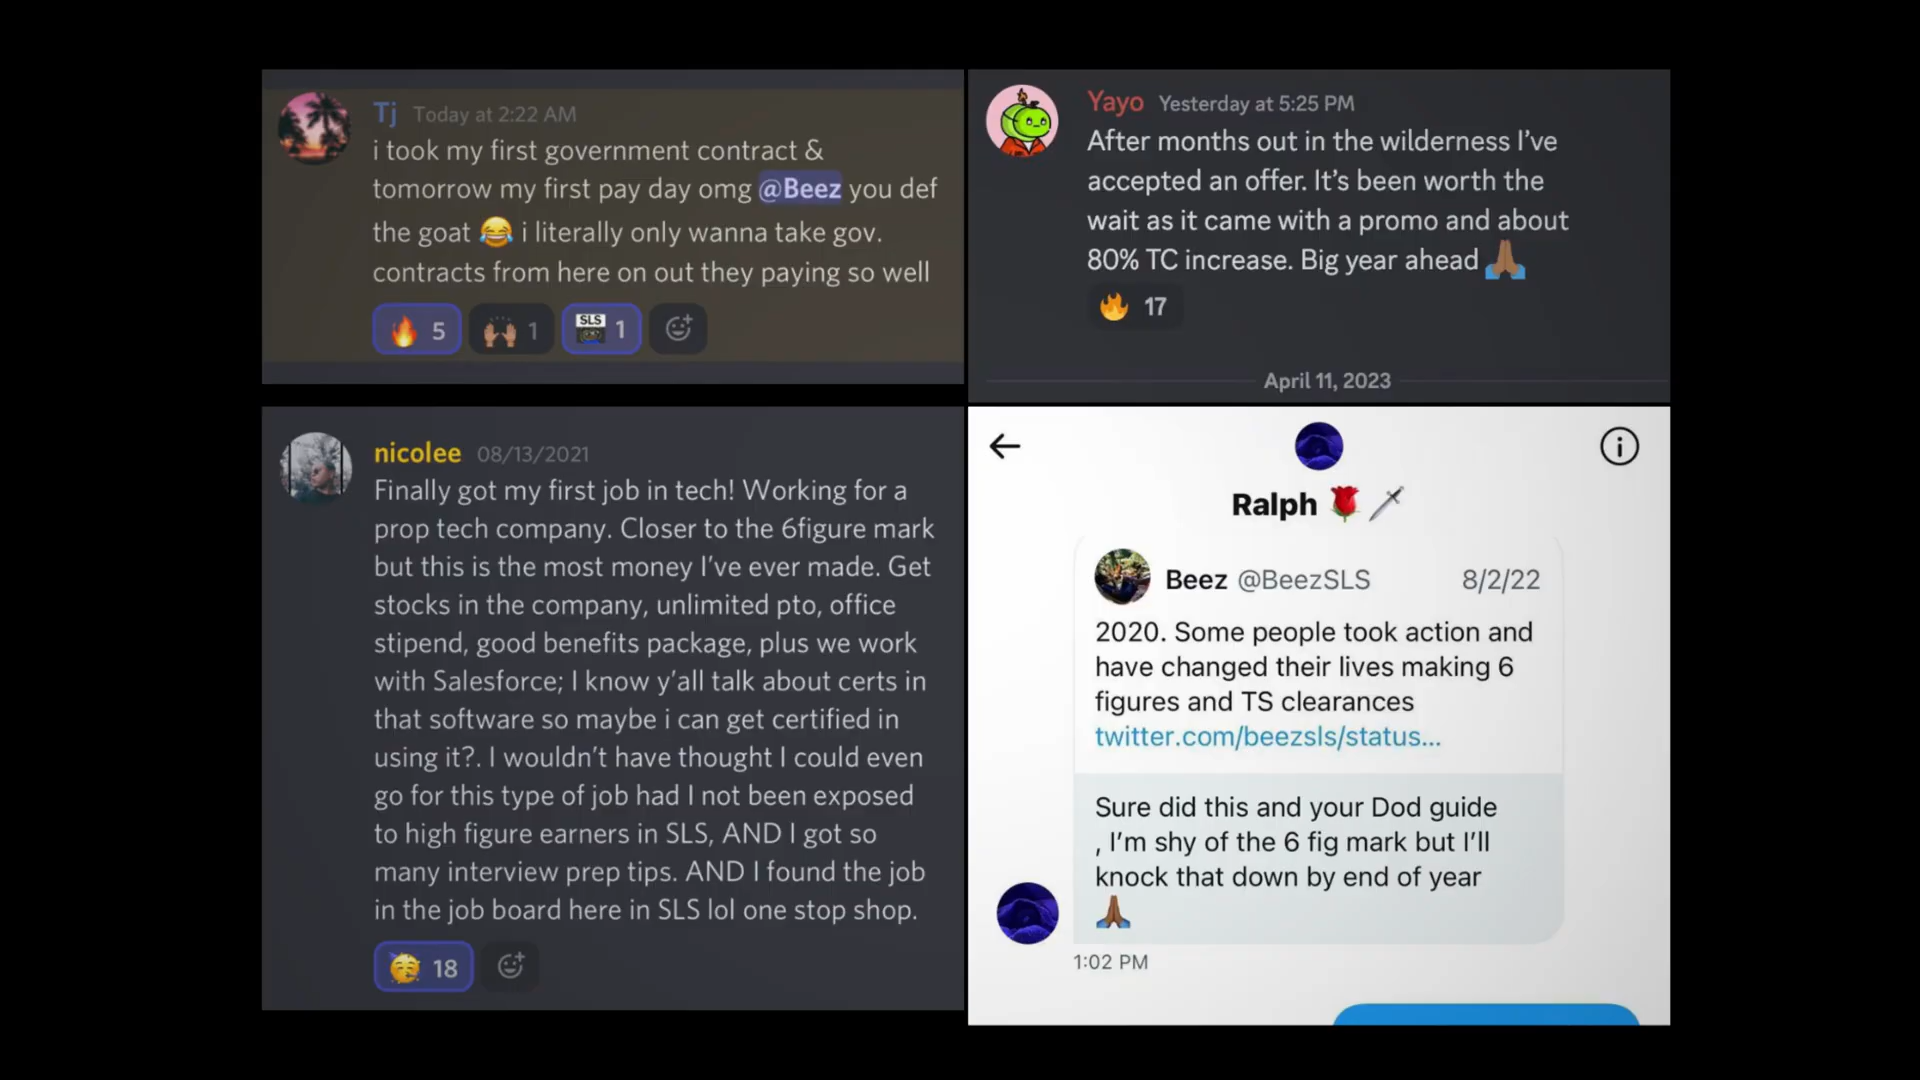 Tj Today at 2:22 AM
i took my first government contract &
tomorrow my first pay day omg @Beez you def
the goat 😂 i literally only wanna take gov.
contracts from here on out they paying so well
🔥 5 🙌🏽 1 SLS 1
Yayo Yesterday at 5:25 PM
After months out in the wilderness I've
accepted an offer. It's been worth the
wait as it came with a promo and about
80% TC increase. Big year ahead 🙏🏾
🔥 17
April 11, 2023
nicolee 08/13/2021
Finally got my first job in tech! Working for a
prop tech company. Closer to the 6figure mark
but this is the most money I've ever made. Get
stocks in the company, unlimited pto, office
stipend, good benefits package, plus we work
with Salesforce; I know y'all talk about certs in
that software so maybe i can get certified in
using it?. I wouldn't have thought I could even
go for this type of job had I not been exposed
to high figure earners in SLS, AND I got so
many interview prep tips. AND I found the job
in the job board here in SLS lol one stop shop.
🥳 18
Ralph 🌹 🗡️
Beez @BeezSLS 8/2/22
2020. Some people took action and
have changed their lives making 6
figures and TS clearances
twitter.com/beezsls/status...
Sure did this and your Dod guide
, I'm shy of the 6 fig mark but I'll
knock that down by end of year
🙏🏾
1:02 PM